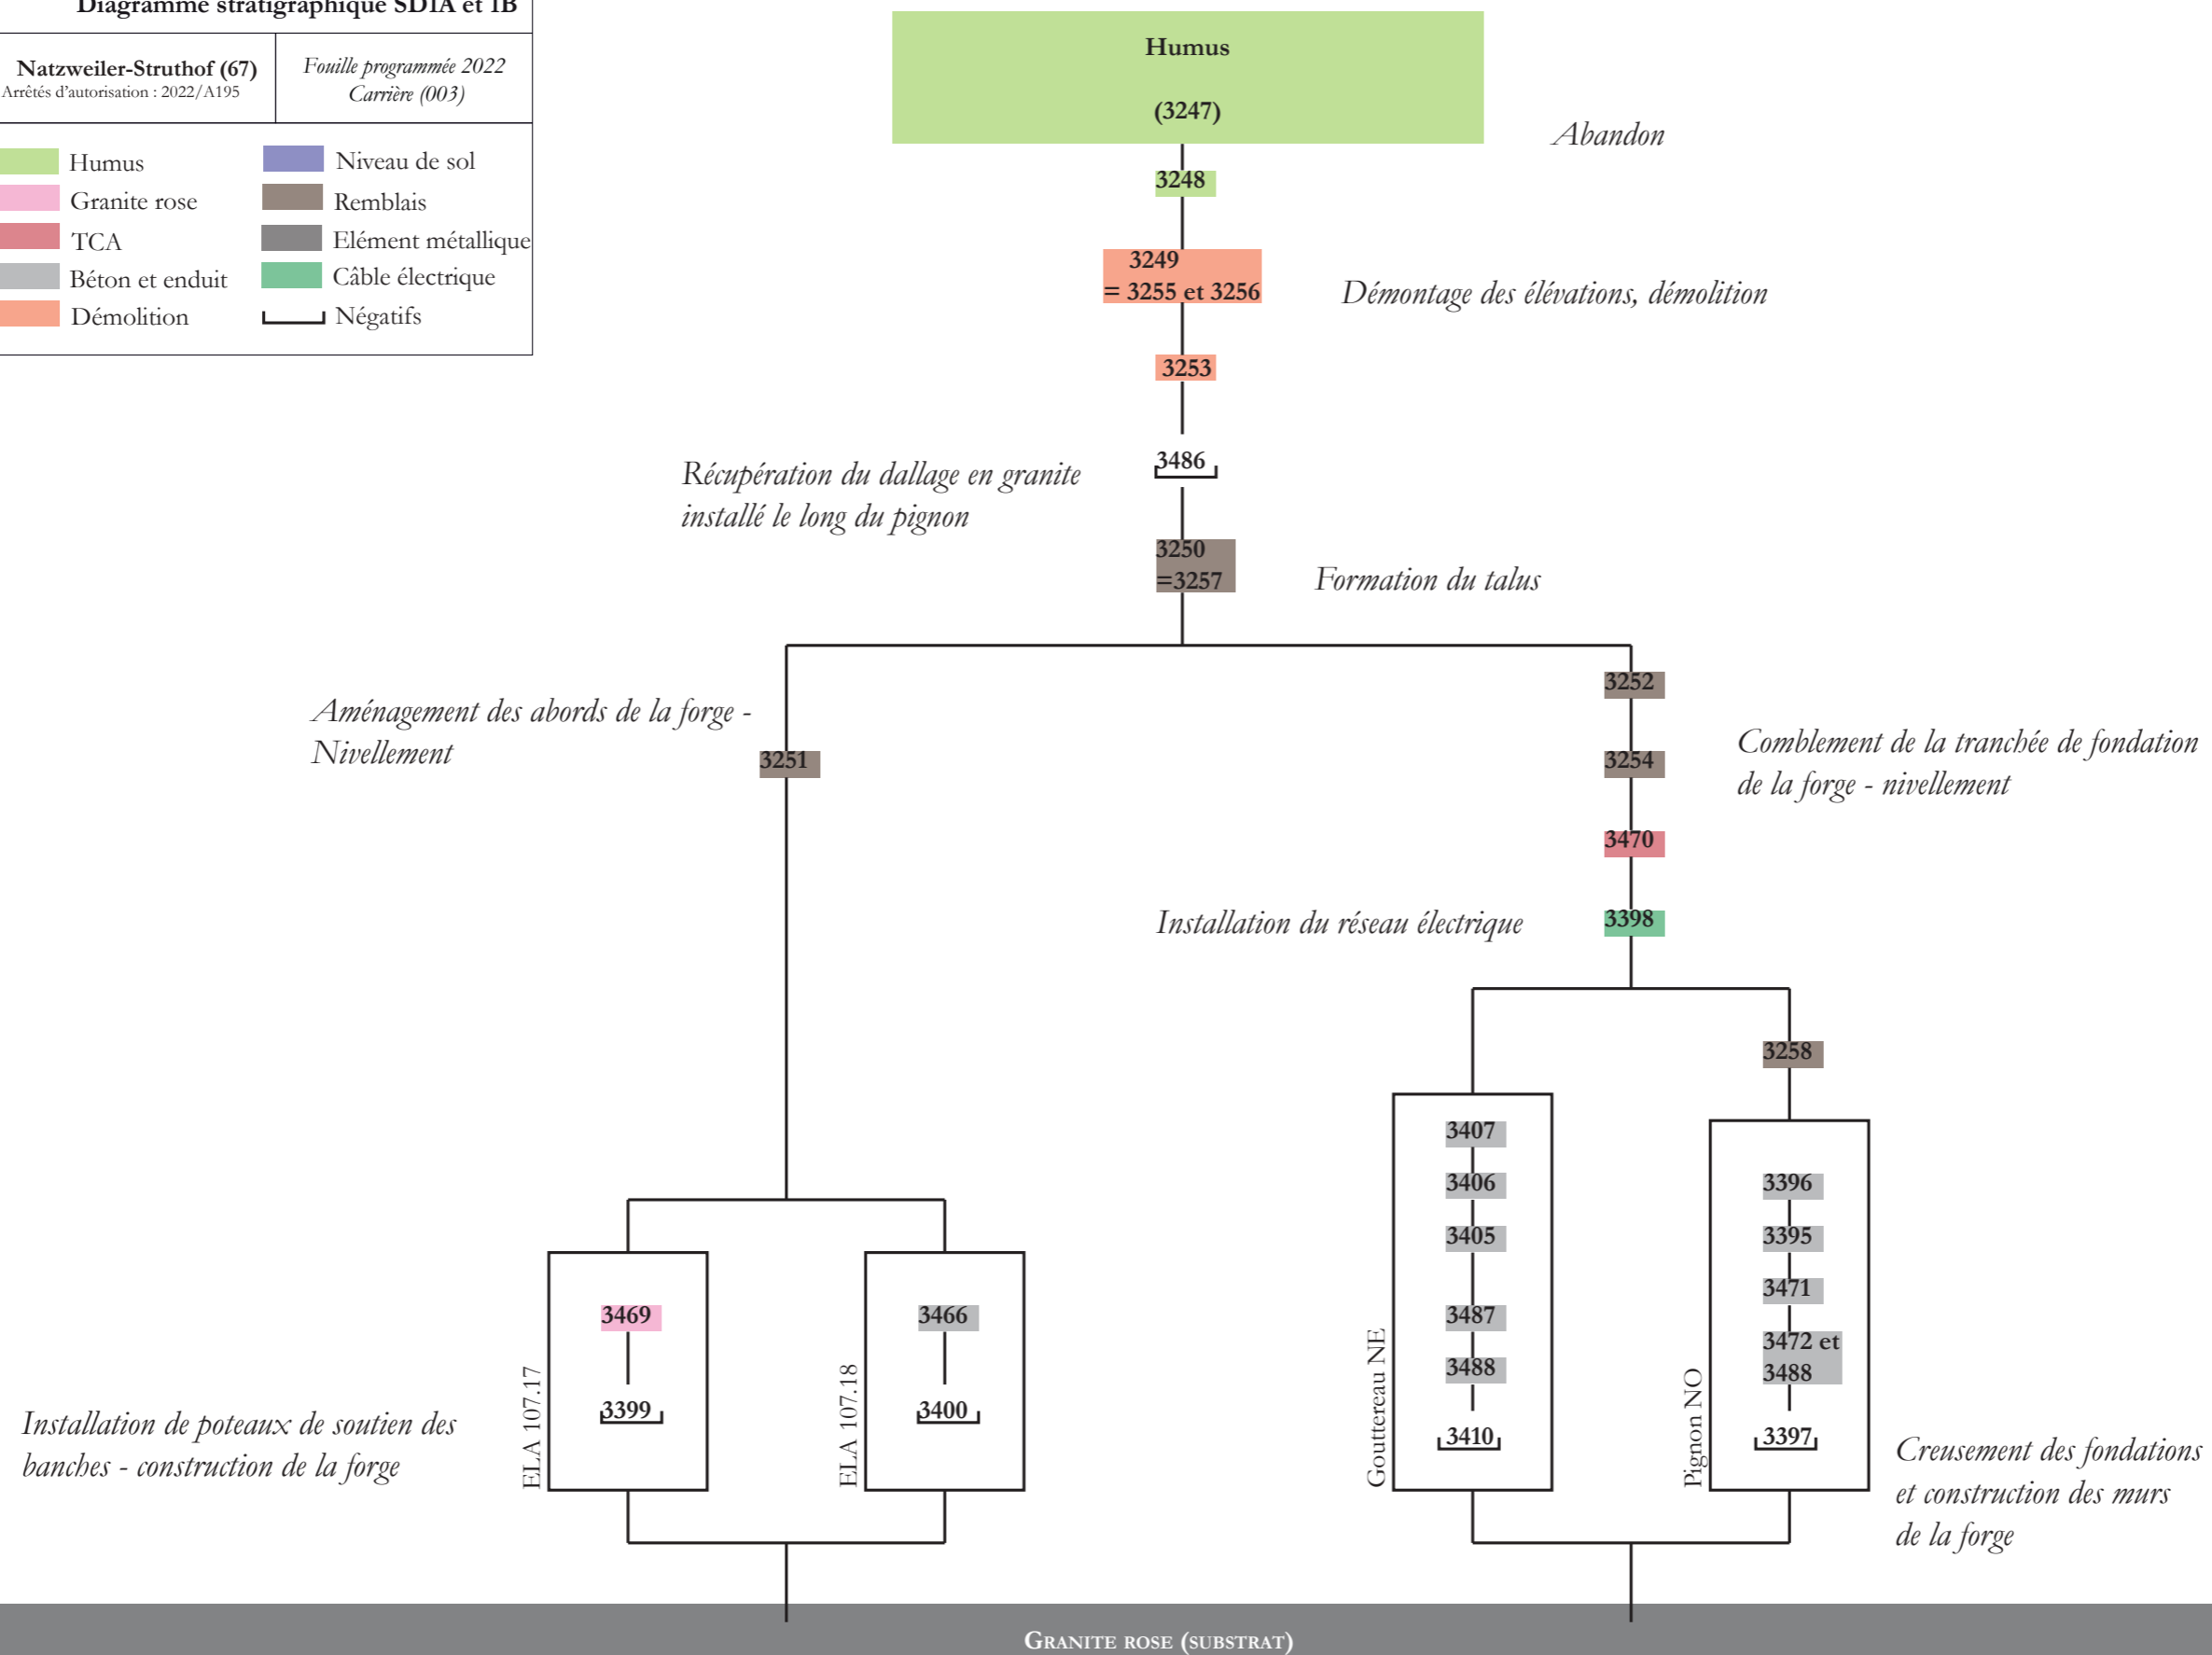 Diagramme stratigraphique SD1A et 1B
Natzweiler-Struthof (67)
Arrêtés d'autorisation : 2022/A195
Fouille programmée 2022
Carrière (003)
Humus
Granite rose
TCA
Béton et enduit
Démolition
Niveau de sol
Remblais
Elément métallique
Câble électrique
Négatifs
Humus
(3247)
Abandon
3248
3249
= 3255 et 3256
Démontage des élévations, démolition
3253
3486
Récupération du dallage en granite
installé le long du pignon
3250
=3257
Formation du talus
Aménagement des abords de la forge -
Nivellement
3251
3252
3254
Comblement de la tranchée de fondation
de la forge - nivellement
3470
Installation du réseau électrique
3398
3258
ELA 107.17
3469
3399
ELA 107.18
3466
3400
Installation de poteaux de soutien des
banches - construction de la forge
Gouttereau NE
3407
3406
3405
3487
3488
3410
Pignon NO
3396
3395
3471
3472 et
3488
3397
Creusement des fondations
et construction des murs
de la forge
GRANITE ROSE (SUBSTRAT)